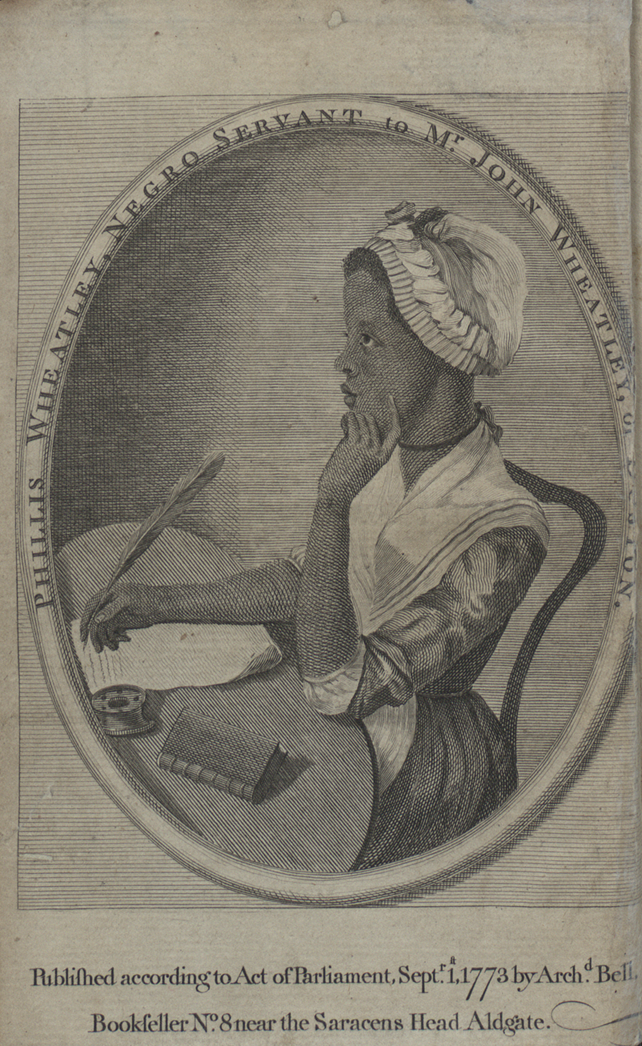 PHILLIS WHEATLEY, NEGRO SERVANT to Mr. JOHN WHEATLEY, of BOSTON.
Publiſhed according to Act of Parliament, Septr. 1ſt, 1773 by Archd. Bell,
Bookſeller No. 8 near the Saracens Head Aldgate.